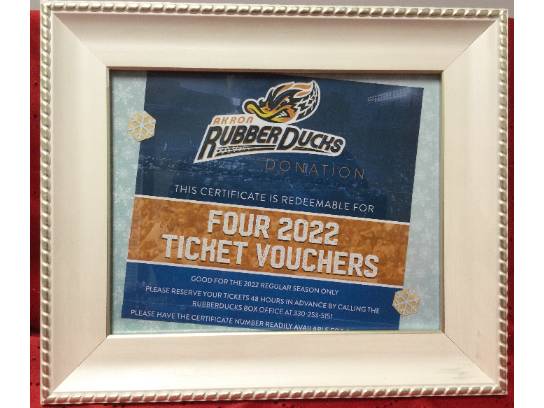 AKRON
RUBBERDUCKS
DONATION
THIS CERTIFICATE IS REDEEMABLE FOR
FOUR 2022
TICKET VOUCHERS
GOOD FOR THE 2022 REGULAR SEASON ONLY
PLEASE RESERVE YOUR TICKETS 48 HOURS IN ADVANCE BY CALLING THE
RUBBERDUCKS BOX OFFICE AT 330-253-5151
PLEASE HAVE THE CERTIFICATE NUMBER READILY AVAILABLE